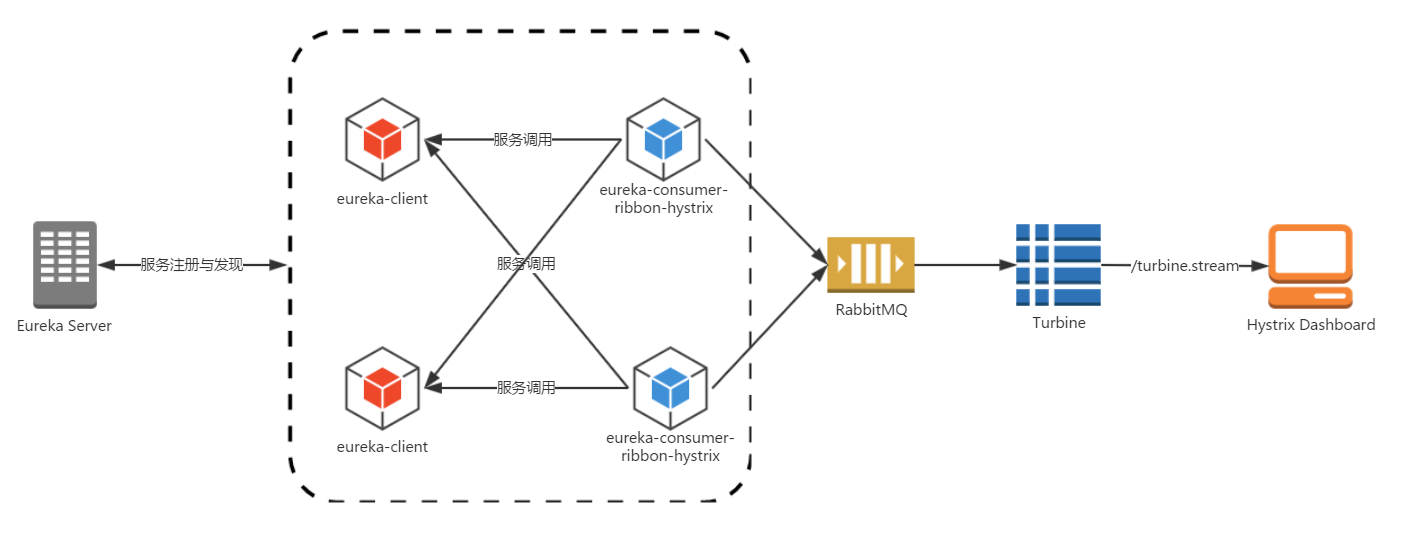 服务调用
eureka-client
eureka-consumer-
ribbon-hystrix
Eureka Server
服务注册与发现
服务调用
RabbitMQ
Turbine
/turbine.stream
Hystrix Dashboard
服务调用
eureka-client
eureka-consumer-
ribbon-hystrix